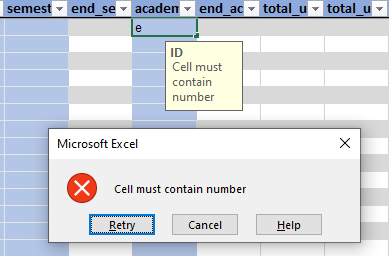 semest end_se academ end_ac total_u total_u
e
ID
Cell must
contain
number
Microsoft Excel
Cell must contain number
Retry Cancel Help